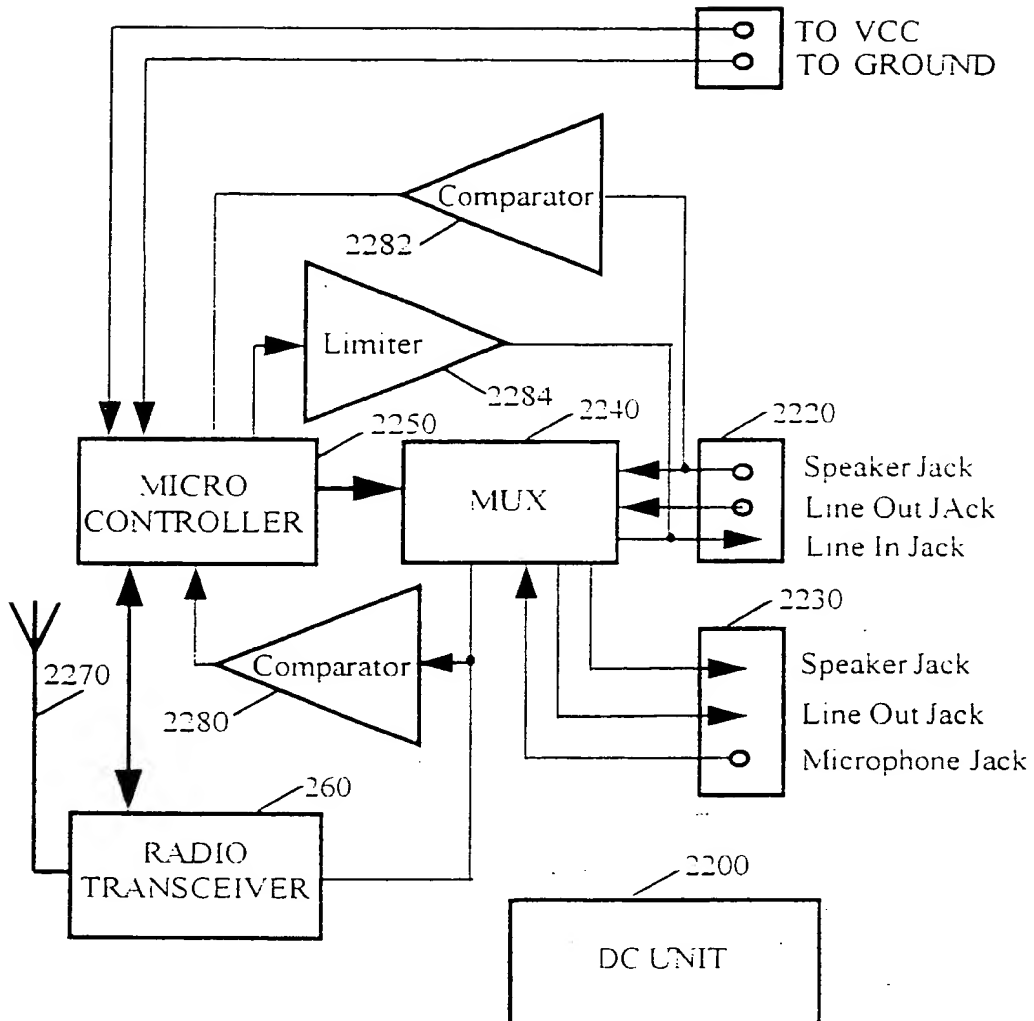 TO VCC
TO GROUND
Comparator
2282
Limiter
2284
2250
2240
2220
MICRO
CONTROLLER
MUX
Speaker Jack
Line Out JAck
Line In Jack
2230
2270
Comparator
2280
Speaker Jack
Line Out Jack
Microphone Jack
260
RADIO
TRANSCEIVER
2200
DC UNIT